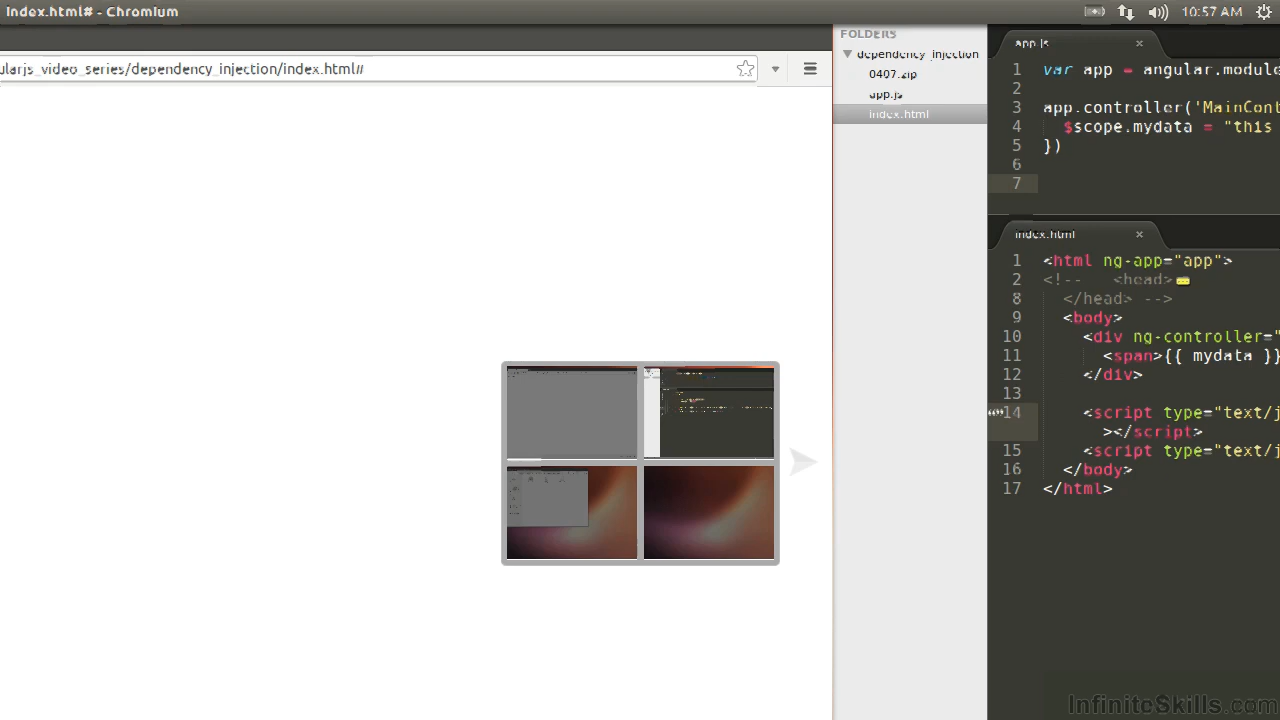 index.html# - Chromium
10:57 AM
ularjs_video_series/dependency_injection/index.html#
FOLDERS
dependency_injection
0407.zip
app.js
index.html
app.js
1 var app = angular.module
2
3 app.controller('MainCont
4 $scope.mydata = "this
5 })
6
7
index.html
1 <html ng-app="app">
2 <!-- <head>
8 </head> -->
9 <body>
10 <div ng-controller="
11 <span>{{ mydata }}
12 </div>
13
14 <script type="text/j
></script>
15 <script type="text/j
16 </body>
17 </html>
InfiniteSkills.com